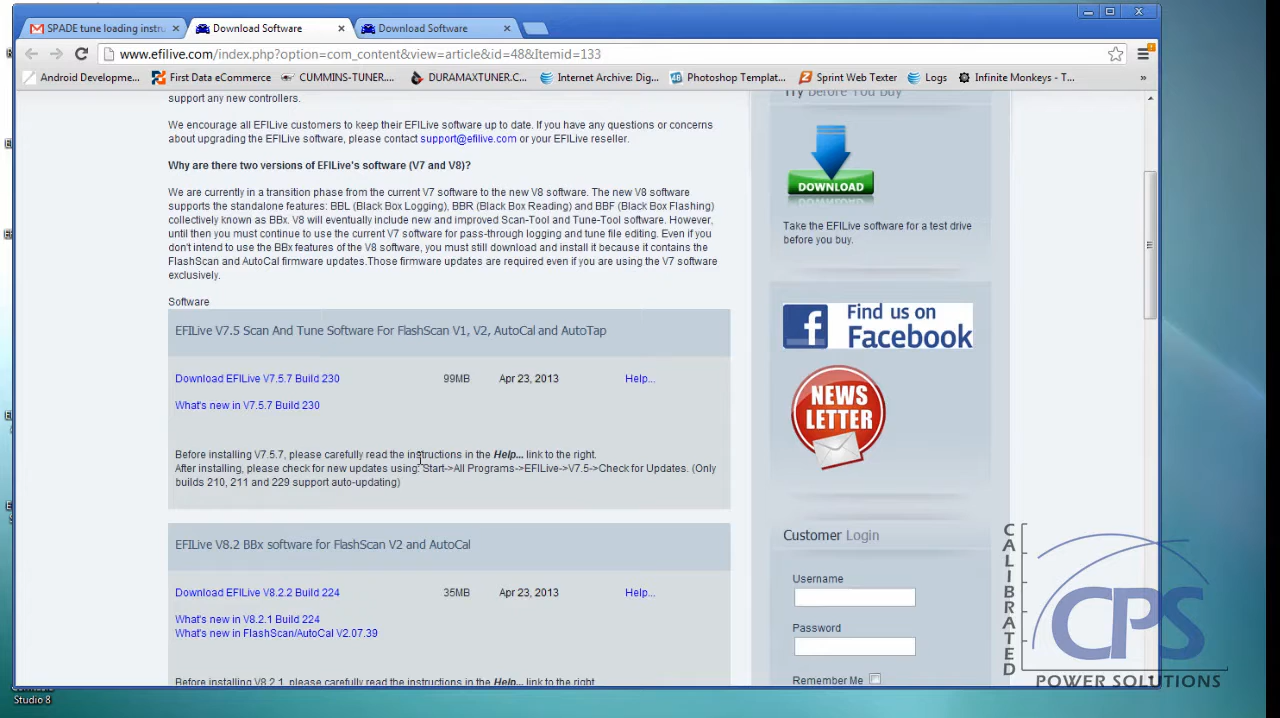 SPADE tune loading instru
Download Software
Download Software
www.efilive.com/index.php?option=com_content&view=article&id=48&Itemid=133
Android Developme...
First Data eCommerce
CUMMINS-TUNER....
DURAMAXTUNER.C...
Internet Archive: Dig...
Photoshop Templat...
Sprint Web Texter
Logs
Infinite Monkeys - T...
»
support any new controllers.
We encourage all EFILive customers to keep their EFILive software up to date. If you have any questions or concerns
about upgrading the EFILive software, please contact support@efilive.com or your EFILive reseller.
Why are there two versions of EFILive's software (V7 and V8)?
We are currently in a transition phase from the current V7 software to the new V8 software. The new V8 software
supports the standalone features: BBL (Black Box Logging), BBR (Black Box Reading) and BBF (Black Box Flashing)
collectively known as BBx. V8 will eventually include new and improved Scan-Tool and Tune-Tool software. However,
until then you must continue to use the current V7 software for pass-through logging and tune file editing. Even if you
don't intend to use the BBx features of the V8 software, you must still download and install it because it contains the
FlashScan and AutoCal firmware updates.Those firmware updates are required even if you are using the V7 software
exclusively.
Software
EFILive V7.5 Scan And Tune Software For FlashScan V1, V2, AutoCal and AutoTap
Download EFILive V7.5.7 Build 230 99MB Apr 23, 2013 Help...
What's new in V7.5.7 Build 230
Before installing V7.5.7, please carefully read the instructions in the Help... link to the right.
After installing, please check for new updates using: Start->All Programs->EFILive->V7.5->Check for Updates. (Only
builds 210, 211 and 229 support auto-updating)
EFILive V8.2 BBx software for FlashScan V2 and AutoCal
Download EFILive V8.2.2 Build 224 35MB Apr 23, 2013 Help...
What's new in V8.2.1 Build 224
What's new in FlashScan/AutoCal V2.07.39
Before installing V8.2.1, please carefully read the instructions in the Help... link to the right.
Try Before You Buy
DOWNLOAD
Take the EFILive software for a test drive
before you buy.
Find us on
Facebook
NEWS
LETTER
Customer Login
Username
Password
Remember Me
CALIBRATED
CPS
POWER SOLUTIONS
Studio 8